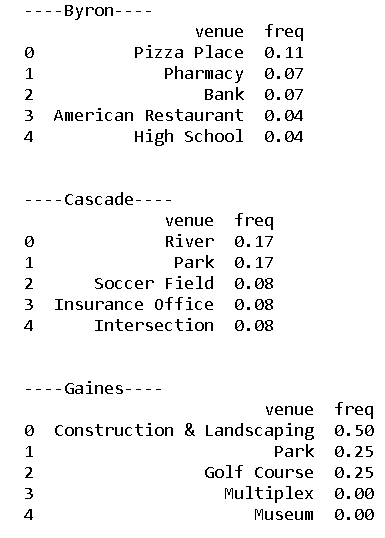 ----Byron----
venue freq
0 Pizza Place 0.11
1 Pharmacy 0.07
2 Bank 0.07
3 American Restaurant 0.04
4 High School 0.04
----Cascade----
venue freq
0 River 0.17
1 Park 0.17
2 Soccer Field 0.08
3 Insurance Office 0.08
4 Intersection 0.08
----Gaines----
venue freq
0 Construction & Landscaping 0.50
1 Park 0.25
2 Golf Course 0.25
3 Multiplex 0.00
4 Museum 0.00